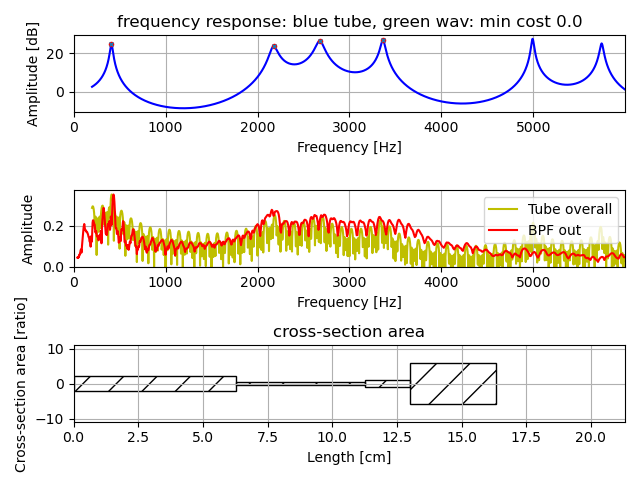 frequency response: blue tube, green wav: min cost 0.0
Amplitude [dB]
20
0
0 1000 2000 3000 4000 5000
Frequency [Hz]
Amplitude
0.2
0.0
Tube overall
BPF out
0 1000 2000 3000 4000 5000
Frequency [Hz]
cross-section area
Cross-section area [ratio]
10
0
−10
0.0 2.5 5.0 7.5 10.0 12.5 15.0 17.5 20.0
Length [cm]